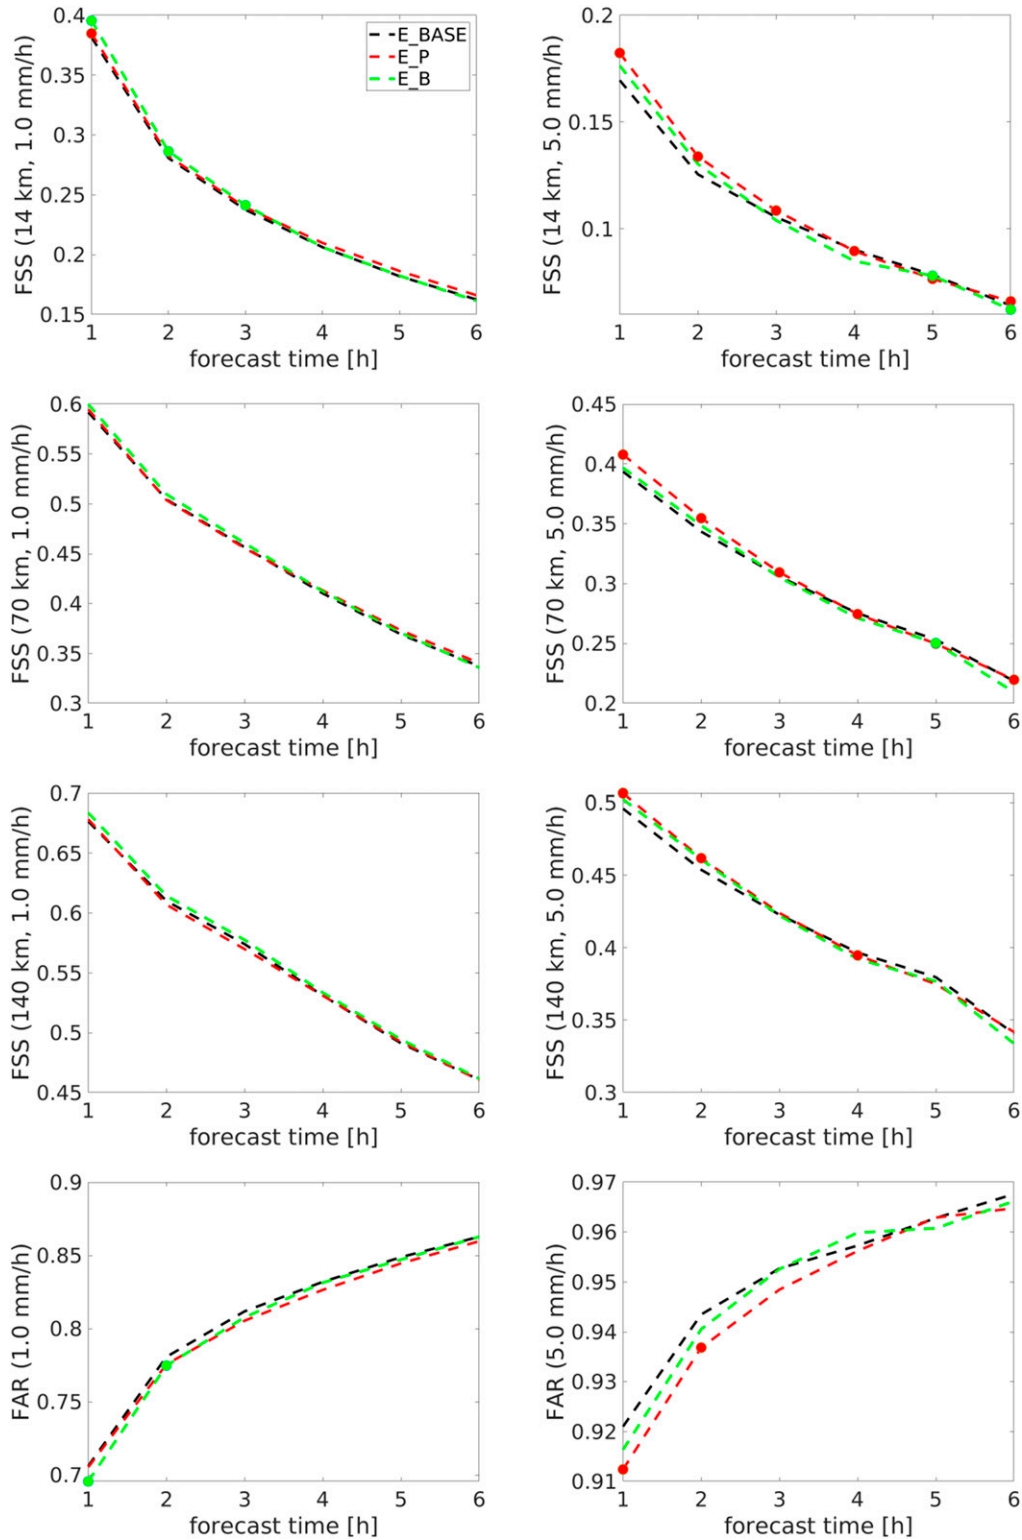 FSS (14 km, 1.0 mm/h)
0.4
0.35
0.3
0.25
0.2
0.15
E_BASE
E_P
E_B
1 2 3 4 5 6
forecast time [h]
FSS (14 km, 5.0 mm/h)
0.2
0.15
0.1
1 2 3 4 5 6
forecast time [h]
FSS (70 km, 1.0 mm/h)
0.6
0.55
0.5
0.45
0.4
0.35
0.3
1 2 3 4 5 6
forecast time [h]
FSS (70 km, 5.0 mm/h)
0.45
0.4
0.35
0.3
0.25
0.2
1 2 3 4 5 6
forecast time [h]
FSS (140 km, 1.0 mm/h)
0.7
0.65
0.6
0.55
0.5
0.45
1 2 3 4 5 6
forecast time [h]
FSS (140 km, 5.0 mm/h)
0.5
0.45
0.4
0.35
0.3
1 2 3 4 5 6
forecast time [h]
FAR (1.0 mm/h)
0.9
0.85
0.8
0.75
0.7
1 2 3 4 5 6
forecast time [h]
FAR (5.0 mm/h)
0.97
0.96
0.95
0.94
0.93
0.92
0.91
1 2 3 4 5 6
forecast time [h]